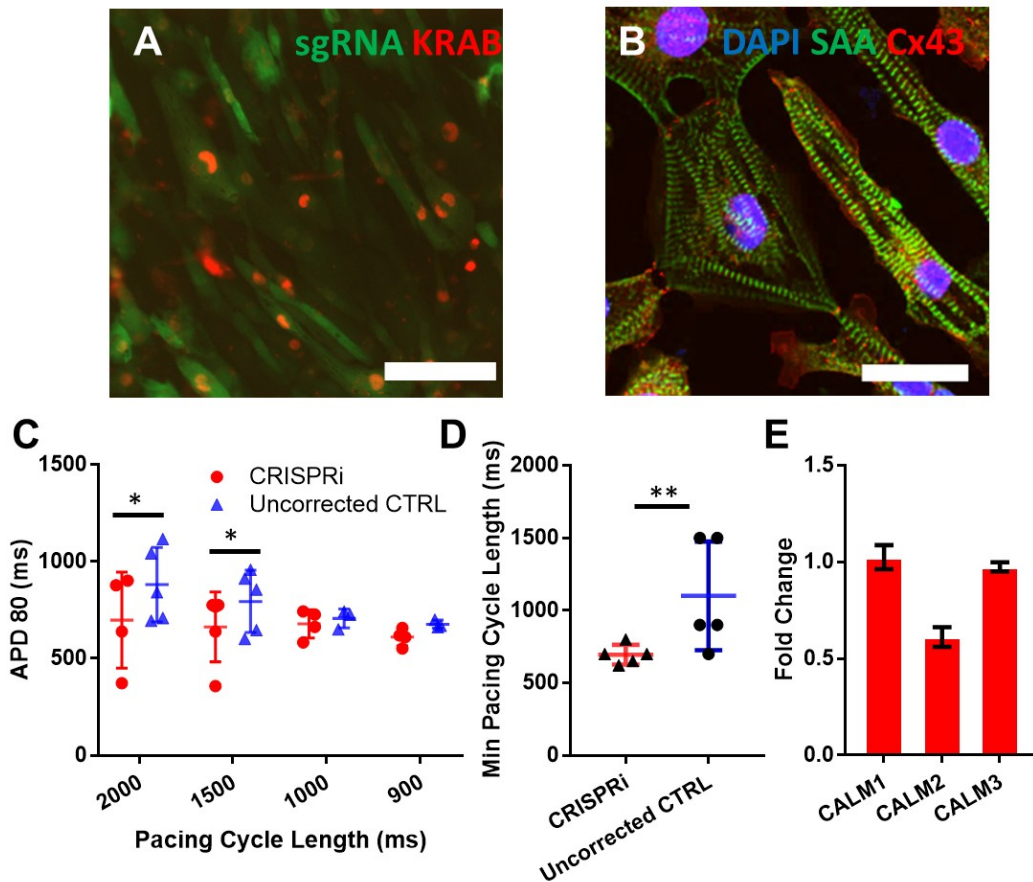 A
sgRNA KRAB
B
DAPI SAA Cx43
C
APD 80 (ms)
1500
1000
500
0
CRISPRi
Uncorrected CTRL
*
*
2000
1500
1000
900
Pacing Cycle Length (ms)
D
Min Pacing Cycle Length (ms)
2000
1500
1000
500
0
**
CRISPRi
Uncorrected CTRL
E
Fold Change
1.5
1.0
0.5
0.0
CALM1
CALM2
CALM3